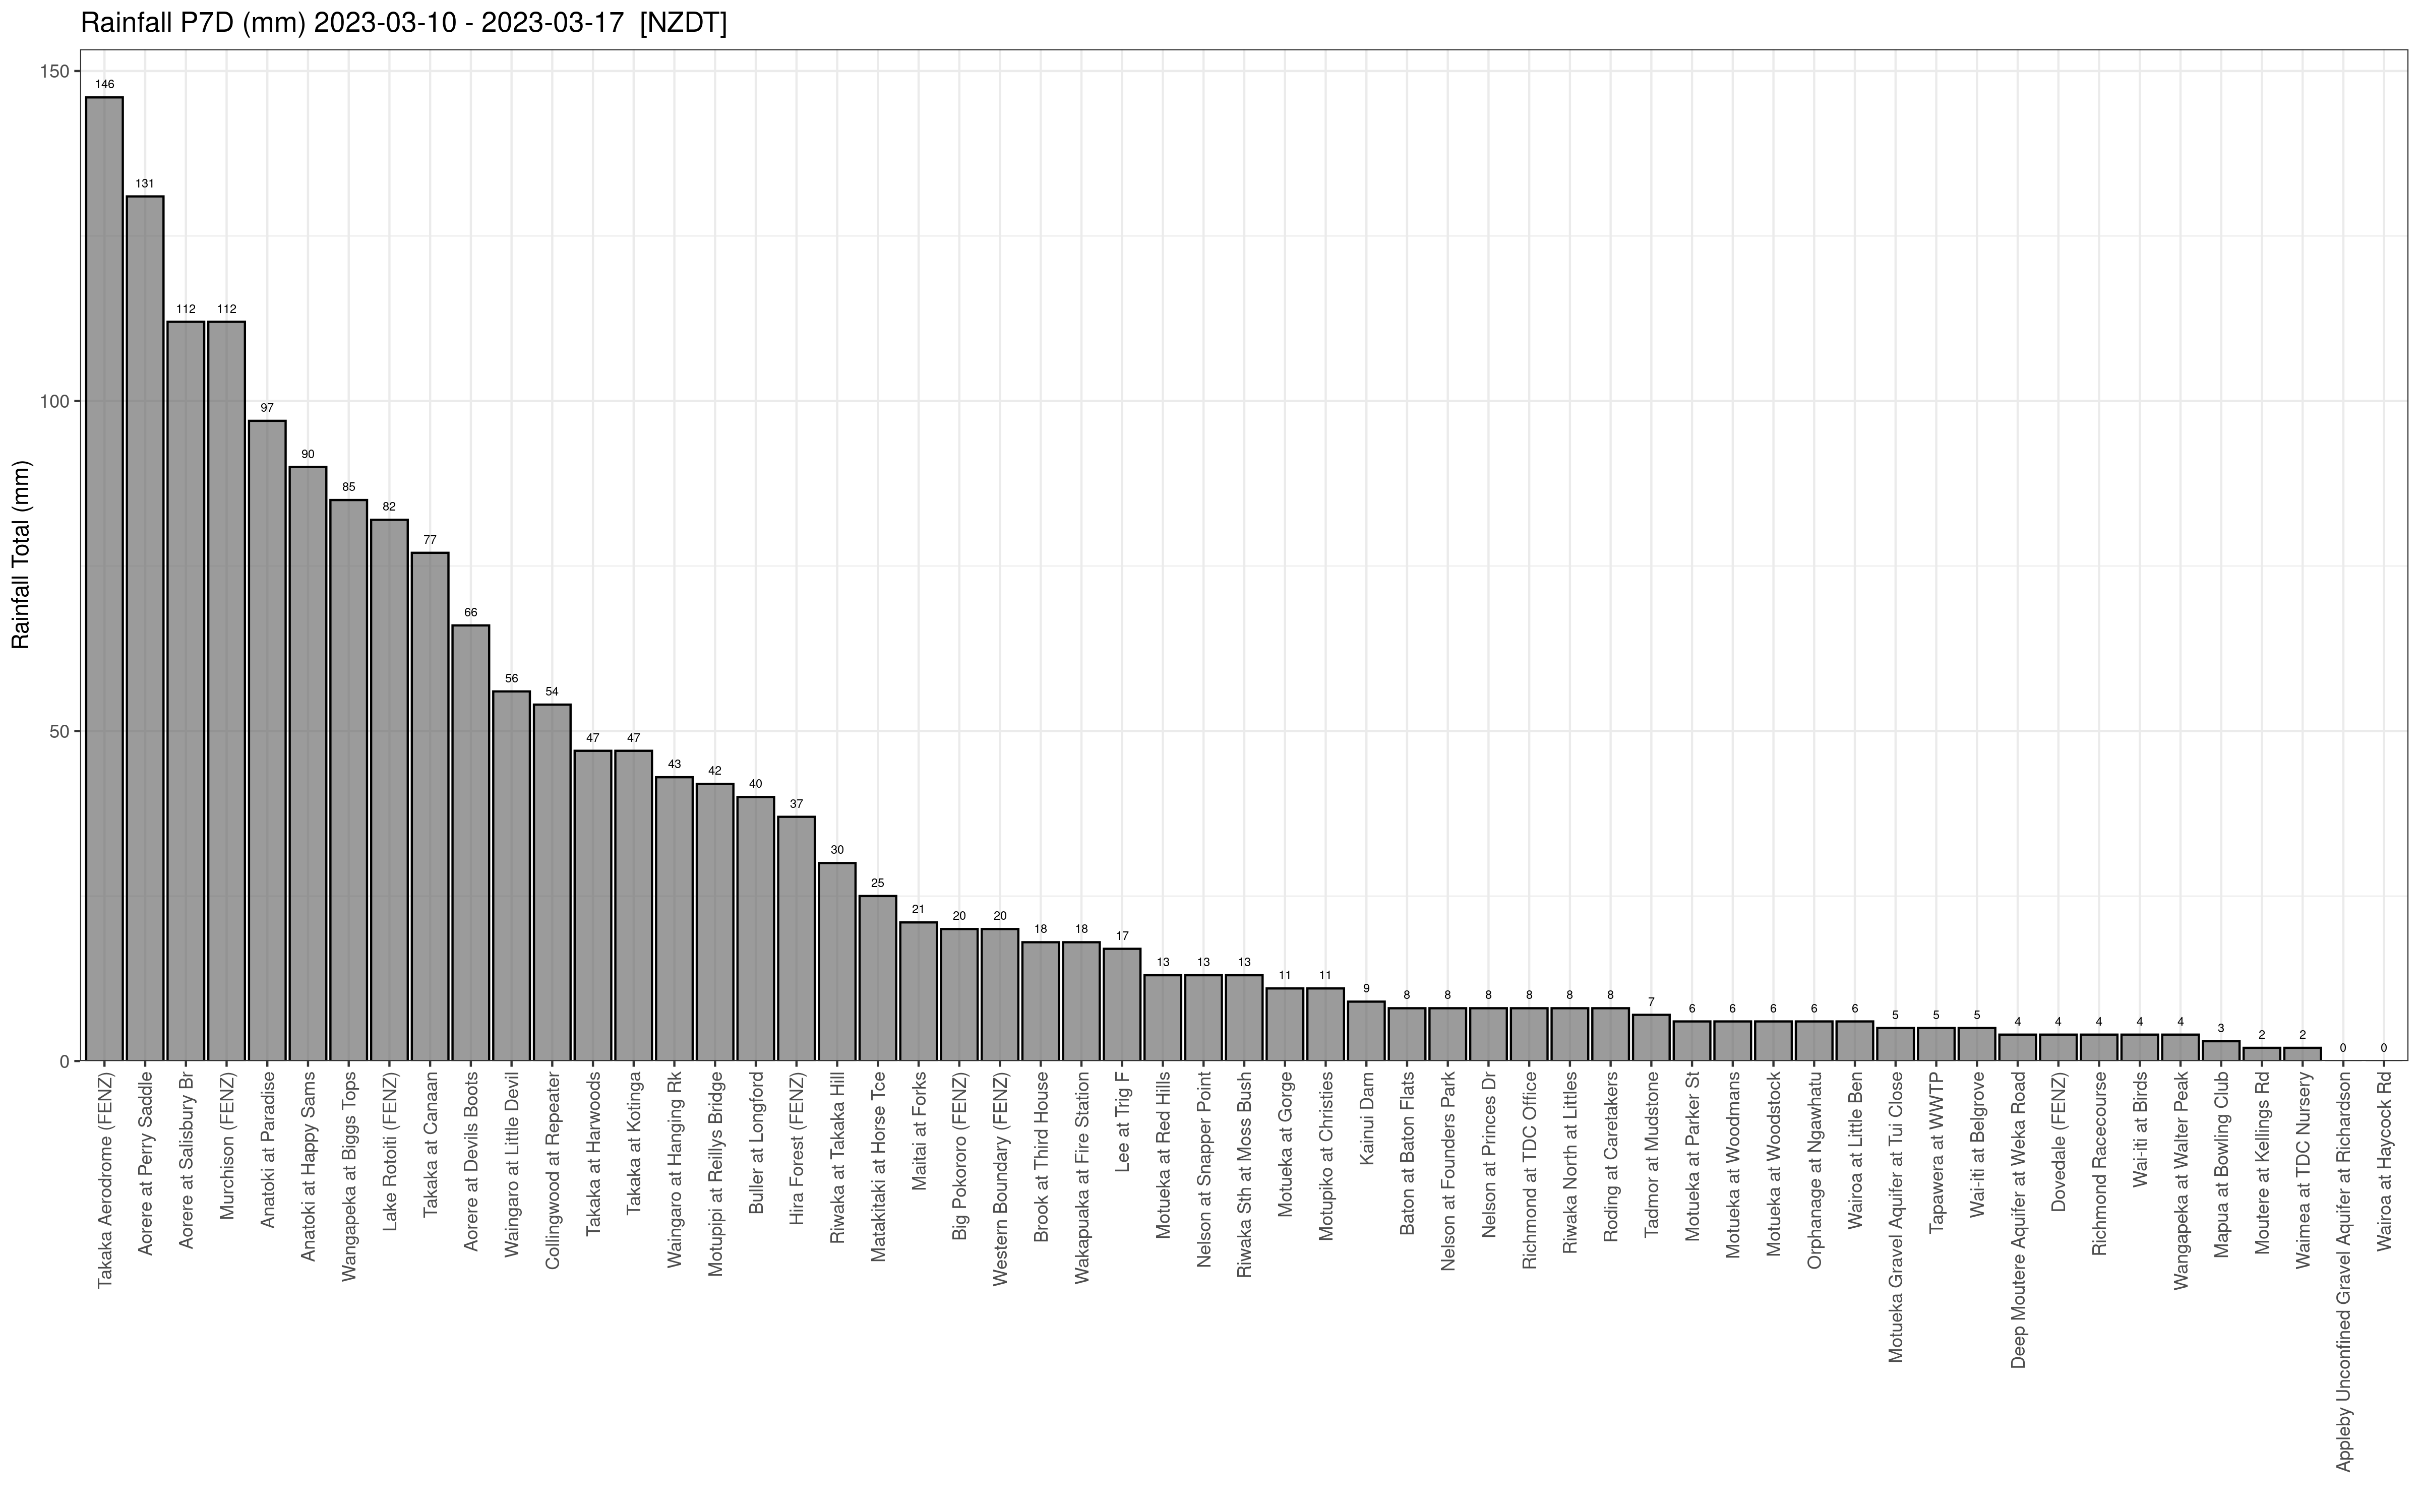 Rainfall P7D (mm) 2023-03-10 - 2023-03-17  [NZDT]
Rainfall Total (mm)
150
100
50
0
146
131
112
112
97
90
85
82
77
66
56
54
47
47
43
42
40
37
30
25
21
20
20
18
18
17
13
13
13
11
11
9
8
8
8
8
8
8
7
6
6
6
6
6
5
5
5
4
4
4
4
4
3
2
2
0
0
Takaka Aerodrome (FENZ)
Aorere at Perry Saddle
Aorere at Salisbury Br
Murchison (FENZ)
Anatoki at Paradise
Anatoki at Happy Sams
Wangapeka at Biggs Tops
Lake Rotoiti (FENZ)
Takaka at Canaan
Aorere at Devils Boots
Waingaro at Little Devil
Collingwood at Repeater
Takaka at Harwoods
Takaka at Kotinga
Waingaro at Hanging Rk
Motupipi at Reillys Bridge
Buller at Longford
Hira Forest (FENZ)
Riwaka at Takaka Hill
Matakitaki at Horse Tce
Maitai at Forks
Big Pokororo (FENZ)
Western Boundary (FENZ)
Brook at Third House
Wakapuaka at Fire Station
Lee at Trig F
Motueka at Red Hills
Nelson at Snapper Point
Riwaka Sth at Moss Bush
Motueka at Gorge
Motupiko at Christies
Kainui Dam
Baton at Baton Flats
Nelson at Founders Park
Nelson at Princes Dr
Richmond at TDC Office
Riwaka North at Littles
Roding at Caretakers
Tadmor at Mudstone
Motueka at Parker St
Motueka at Woodmans
Motueka at Woodstock
Orphanage at Ngawhatu
Wairoa at Little Ben
Motueka Gravel Aquifer at Tui Close
Tapawera at WWTP
Wai-iti at Belgrove
Deep Moutere Aquifer at Weka Road
Dovedale (FENZ)
Richmond Racecourse
Wai-iti at Birds
Wangapeka at Walter Peak
Mapua at Bowling Club
Moutere at Kellings Rd
Waimea at TDC Nursery
Appleby Unconfined Gravel Aquifer at Richardson
Wairoa at Haycock Rd